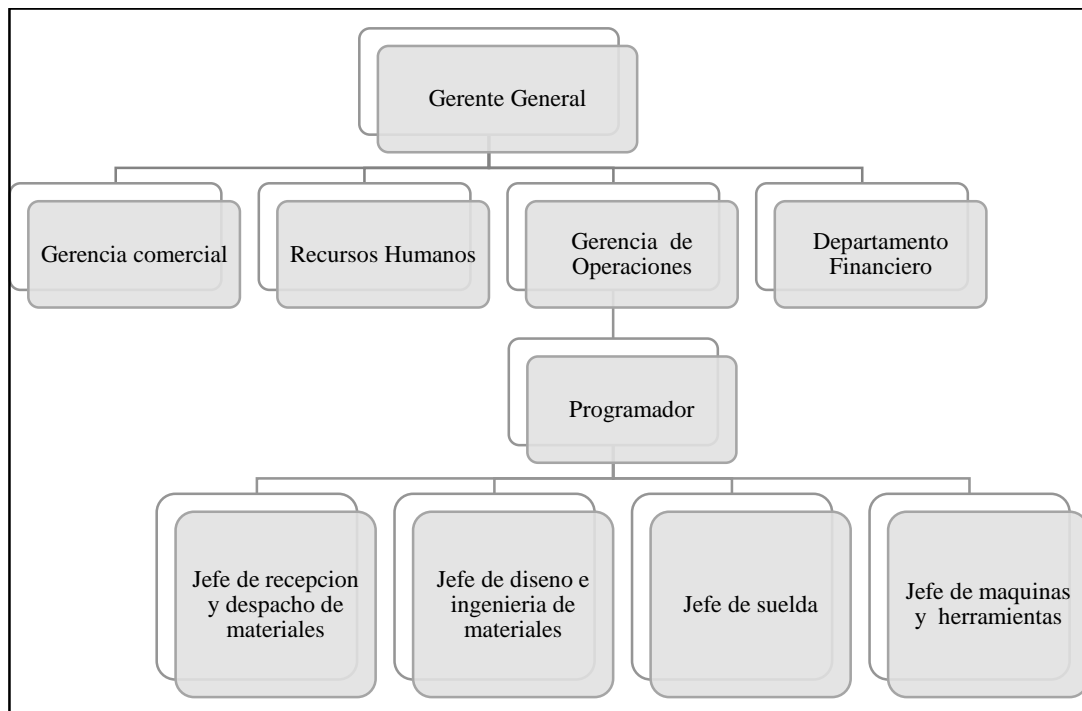 Gerente General
Gerencia comercial
Recursos Humanos
Gerencia de
Operaciones
Departamento
Financiero
Programador
Jefe de recepcion
y despacho de
materiales
Jefe de diseno e
ingenieria de
materiales
Jefe de suelda
Jefe de maquinas
y herramientas